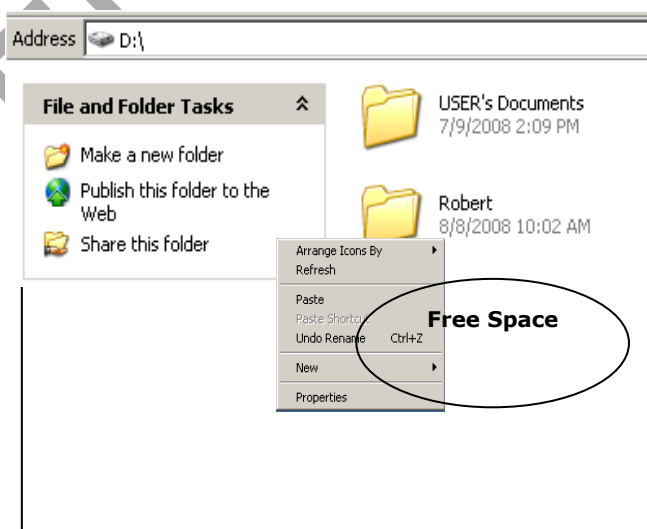 Address D:\
File and Folder Tasks
Make a new folder
Publish this folder to the
Web
Share this folder
USER's Documents
7/9/2008 2:09 PM
Robert
8/8/2008 10:02 AM
Arrange Icons By
Refresh
Paste
Paste Shortcut
Undo Rename Ctrl+Z
New
Properties
Free Space